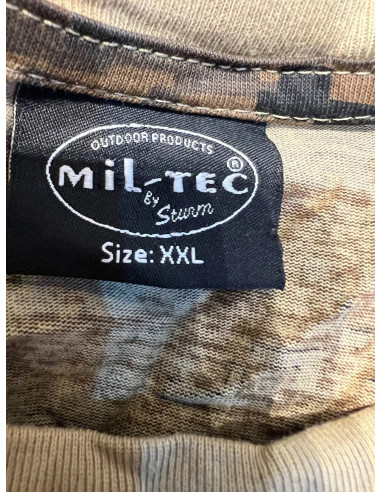 OUTDOOR PRODUCTS
MiL-TEC®
By
Sturm
Size: XXL